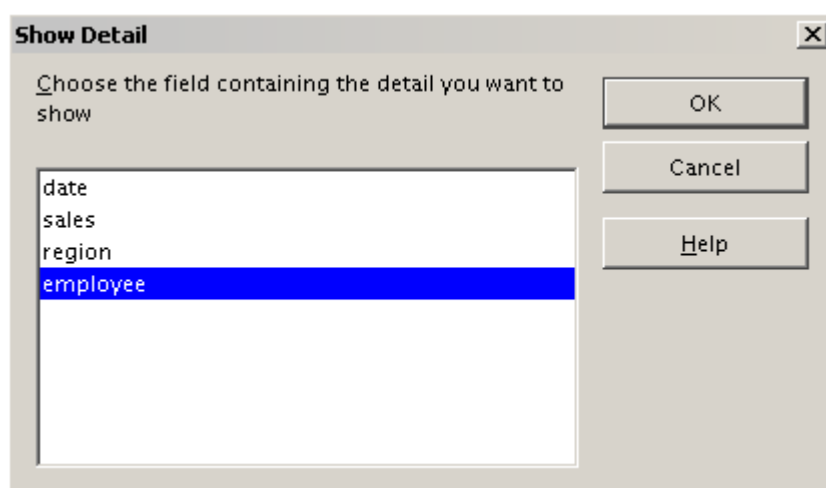 Show Detail
Choose the field containing the detail you want to
show
OK
Cancel
Help
date
sales
region
employee